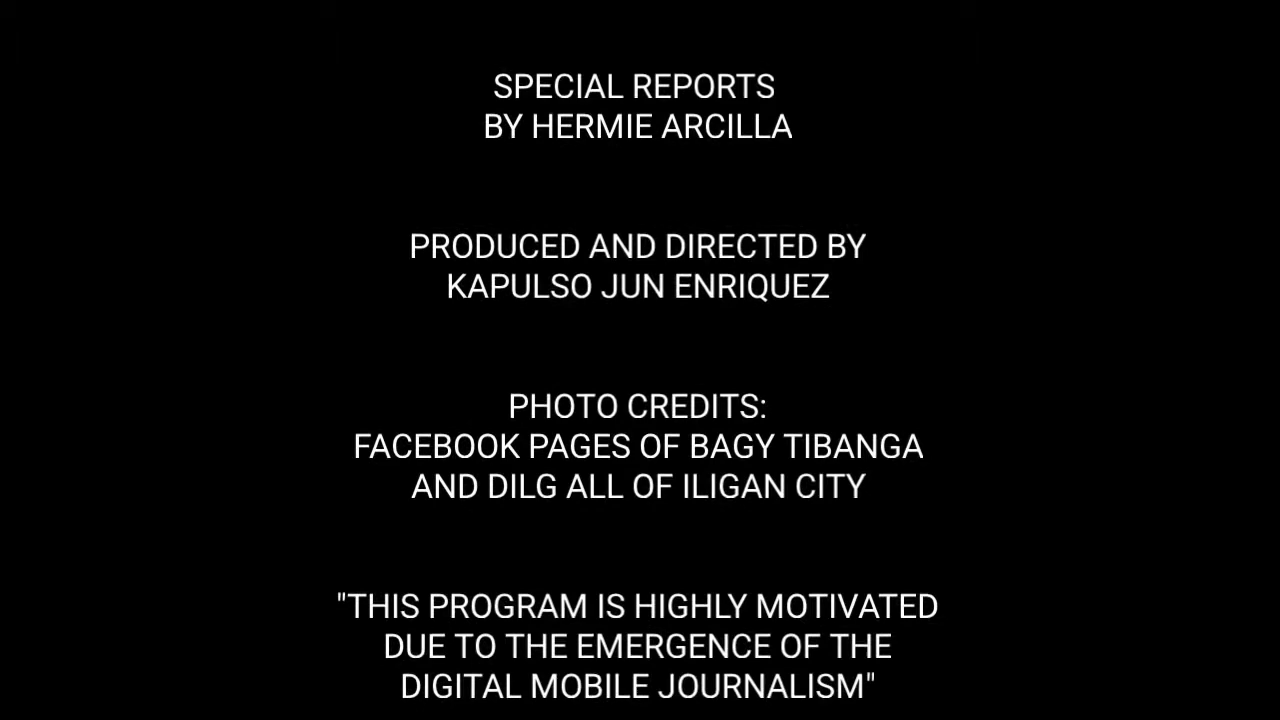 SPECIAL REPORTS
BY HERMIE ARCILLA
PRODUCED AND DIRECTED BY
KAPULSO JUN ENRIQUEZ
PHOTO CREDITS:
FACEBOOK PAGES OF BAGY TIBANGA
AND DILG ALL OF ILIGAN CITY
"THIS PROGRAM IS HIGHLY MOTIVATED
DUE TO THE EMERGENCE OF THE
DIGITAL MOBILE JOURNALISM"